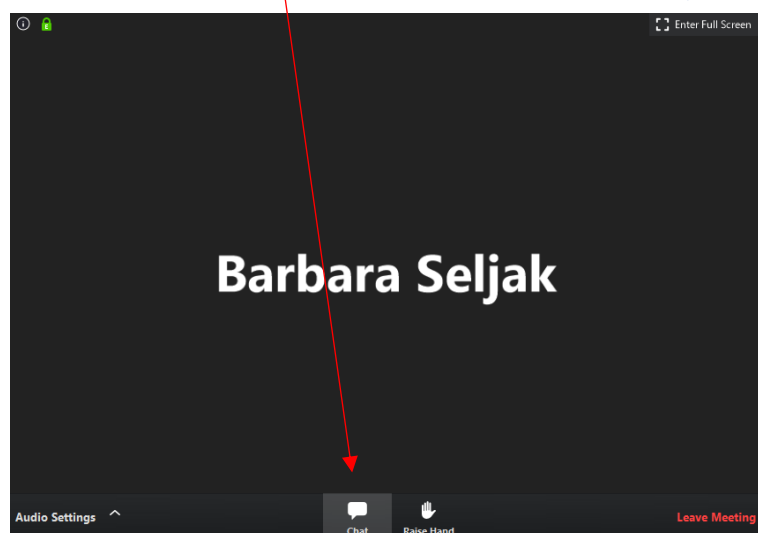 Enter Full Screen
Barbara Seljak
Audio Settings Chat Raise Hand Leave Meeting